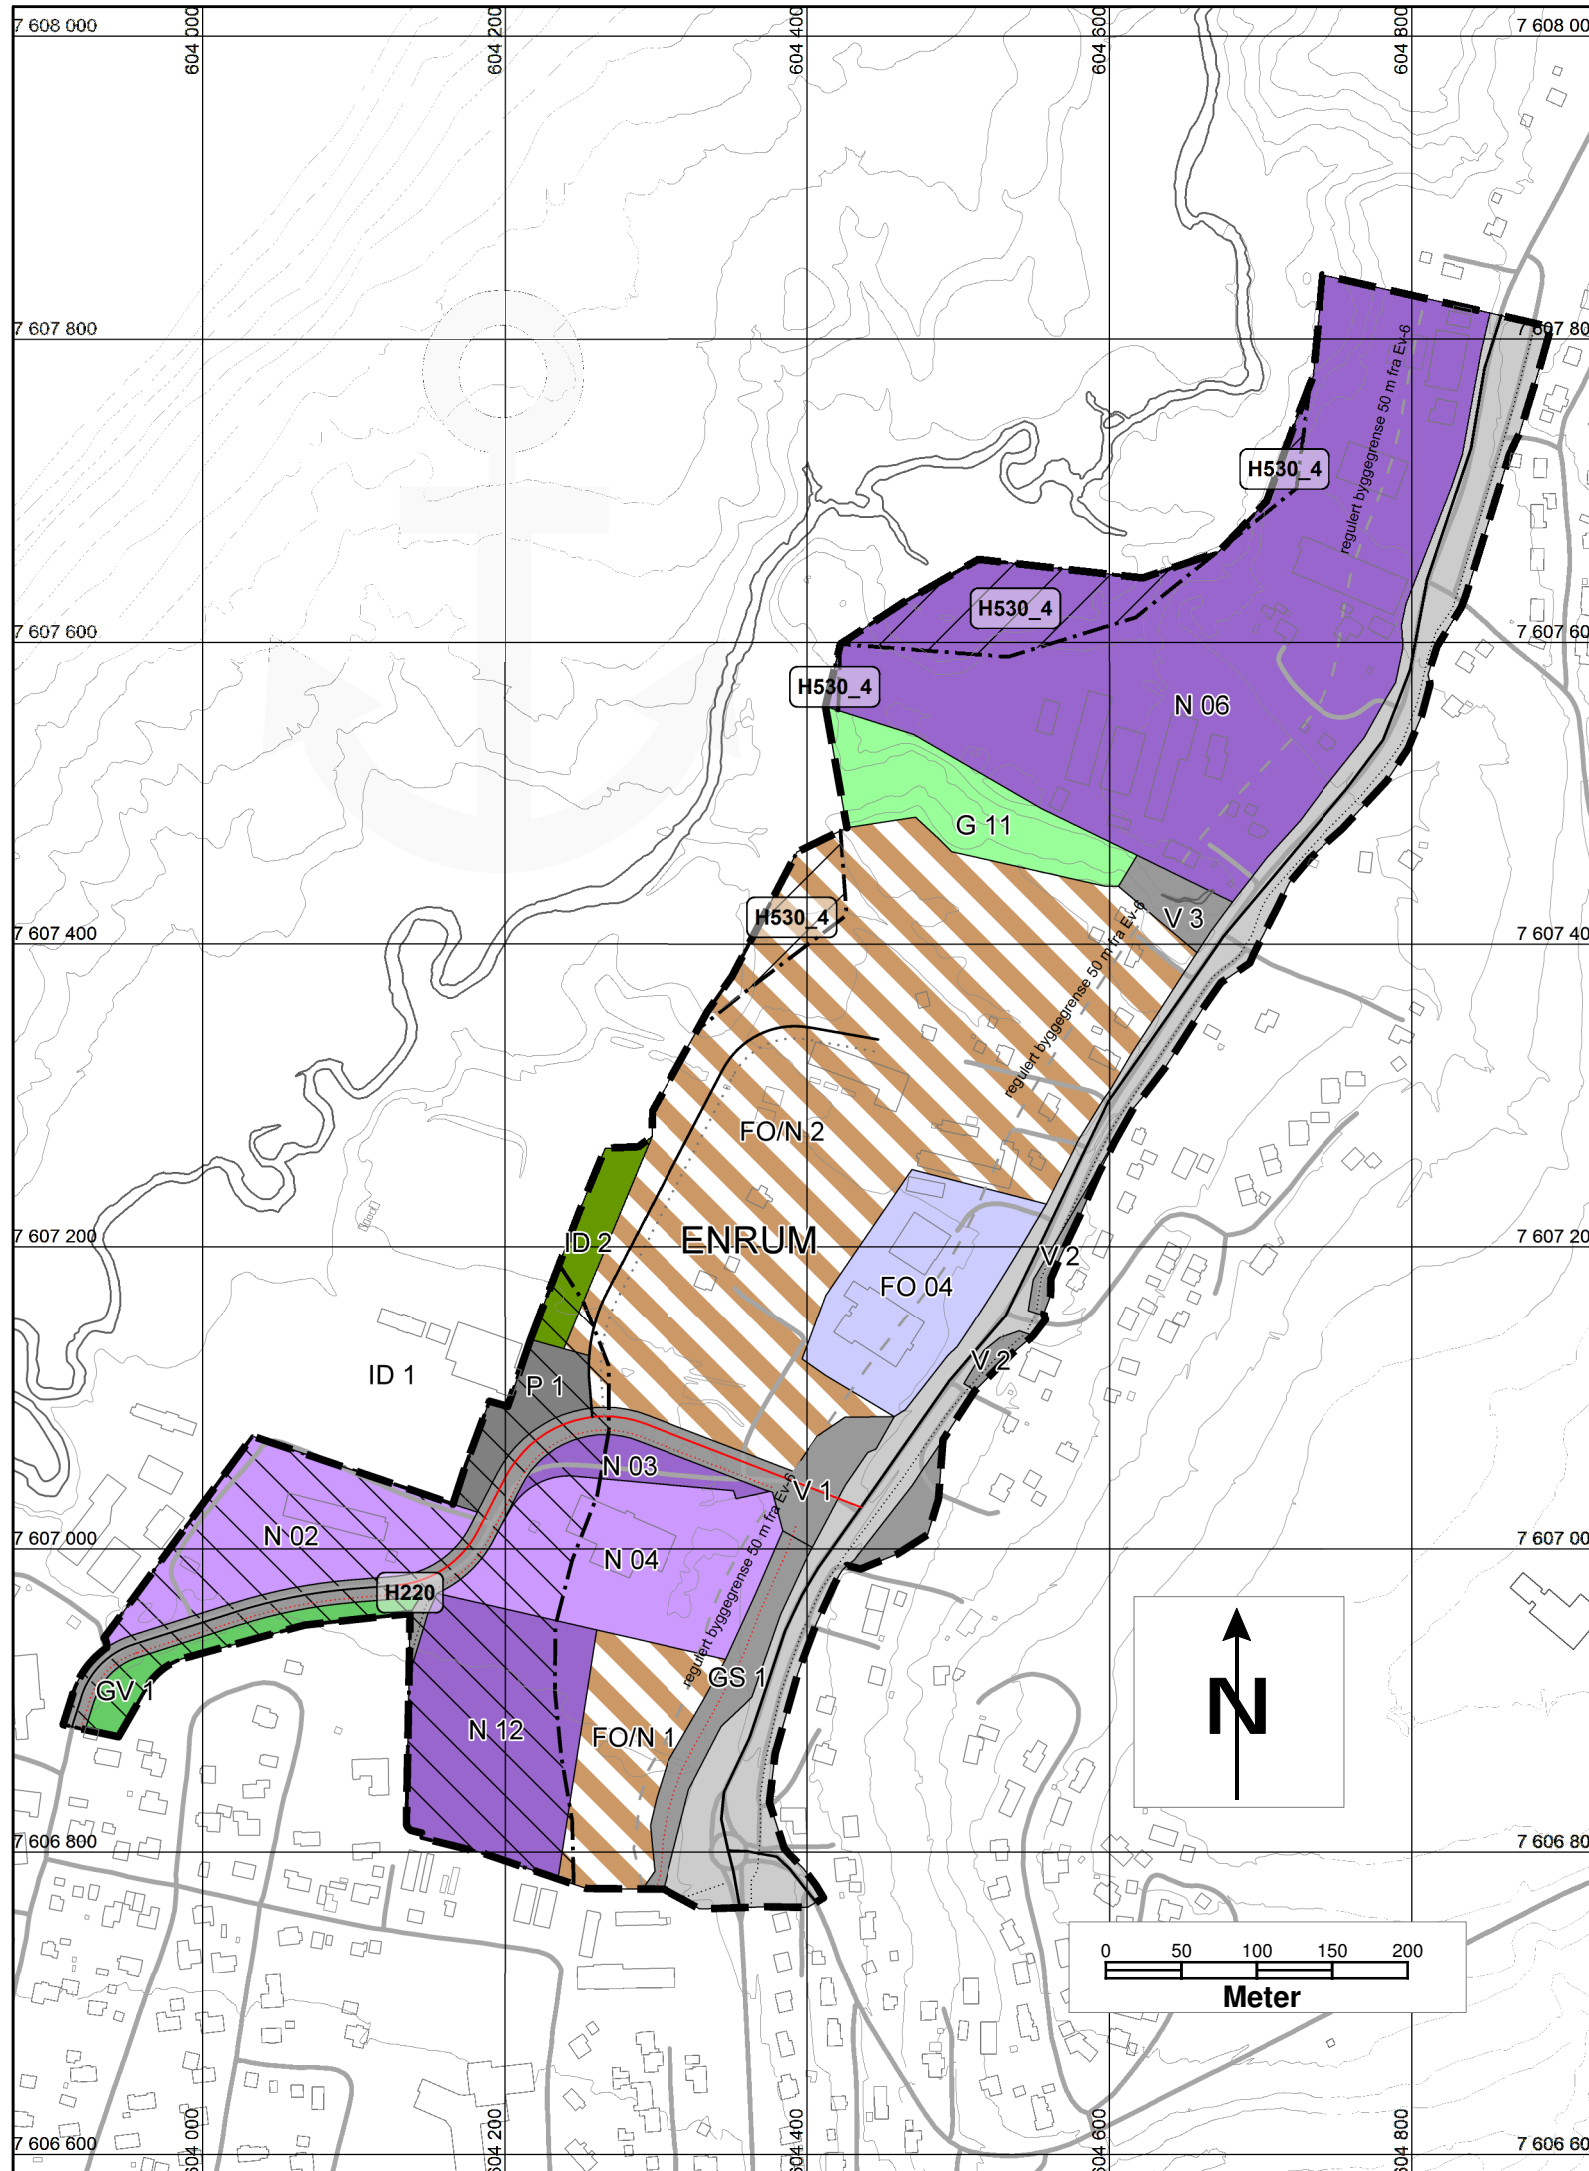 604 000
604 200
604 400
604 600
604 800
7 608 000
7 608 00
7 607 800
7 607 80
regulert byggegrense 50 m fra Ev-6
H530_4
H530_4
7 607 600
7 607 60
H530_4
N 06
G 11
H530_4
V 3
7 607 400
7 607 40
regulert byggegrense 50 m fra Ev-6
FO/N 2
7 607 200
7 607 20
ID 2
ENRUM
V 2
FO 04
V 2
ID 1
P 1
N 03
V 1
7 607 000
7 607 00
N 02
N 04
H220
regulert byggegrense 50 m fra Ev-6
GV 1
GS 1
N
N 12
FO/N 1
7 606 800
7 606 80
0 50 100 150 200
Meter
7 606 600
7 606 60
604 000
604 200
604 400
604 600
604 800